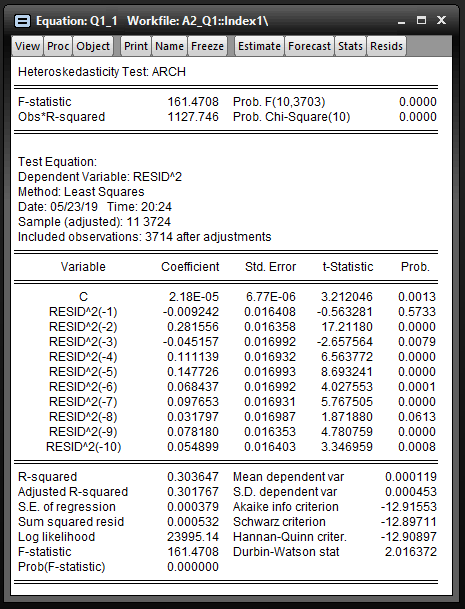 Equation: Q1_1 Workfile: A2_Q1::Index1\
View Proc Object Print Name Freeze Estimate Forecast Stats Resids
Heteroskedasticity Test: ARCH
F-statistic 161.4708 Prob. F(10,3703) 0.0000
Obs*R-squared 1127.746 Prob. Chi-Square(10) 0.0000
Test Equation:
Dependent Variable: RESID^2
Method: Least Squares
Date: 05/23/19 Time: 20:24
Sample (adjusted): 11 3724
Included observations: 3714 after adjustments
Variable Coefficient Std. Error t-Statistic Prob.
C 2.18E-05 6.77E-06 3.212046 0.0013
RESID^2(-1) -0.009242 0.016408 -0.563281 0.5733
RESID^2(-2) 0.281556 0.016358 17.21180 0.0000
RESID^2(-3) -0.045157 0.016992 -2.657564 0.0079
RESID^2(-4) 0.111139 0.016932 6.563772 0.0000
RESID^2(-5) 0.147726 0.016993 8.693241 0.0000
RESID^2(-6) 0.068437 0.016992 4.027553 0.0001
RESID^2(-7) 0.097653 0.016931 5.767505 0.0000
RESID^2(-8) 0.031797 0.016987 1.871880 0.0613
RESID^2(-9) 0.078180 0.016353 4.780759 0.0000
RESID^2(-10) 0.054899 0.016403 3.346959 0.0008
R-squared 0.303647 Mean dependent var 0.000119
Adjusted R-squared 0.301767 S.D. dependent var 0.000453
S.E. of regression 0.000379 Akaike info criterion -12.91553
Sum squared resid 0.000532 Schwarz criterion -12.89711
Log likelihood 23995.14 Hannan-Quinn criter. -12.90897
F-statistic 161.4708 Durbin-Watson stat 2.016372
Prob(F-statistic) 0.000000